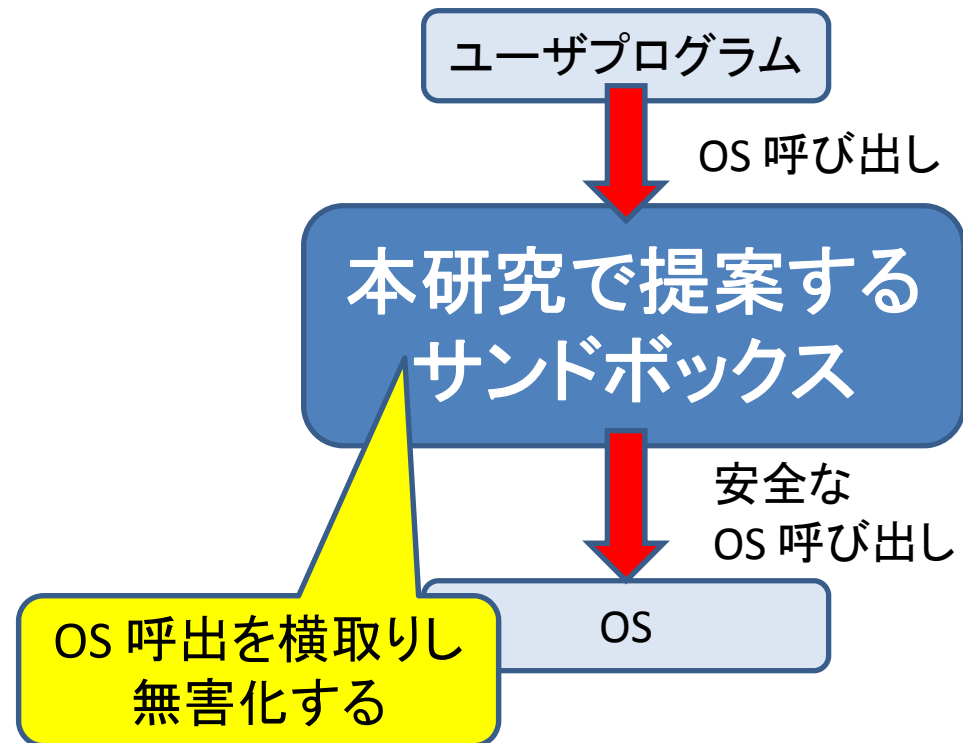 ユーザプログラム
OS 呼び出し
本研究で提案する
サンドボックス
安全な
OS 呼び出し
OS
OS 呼出を横取りし
無害化する